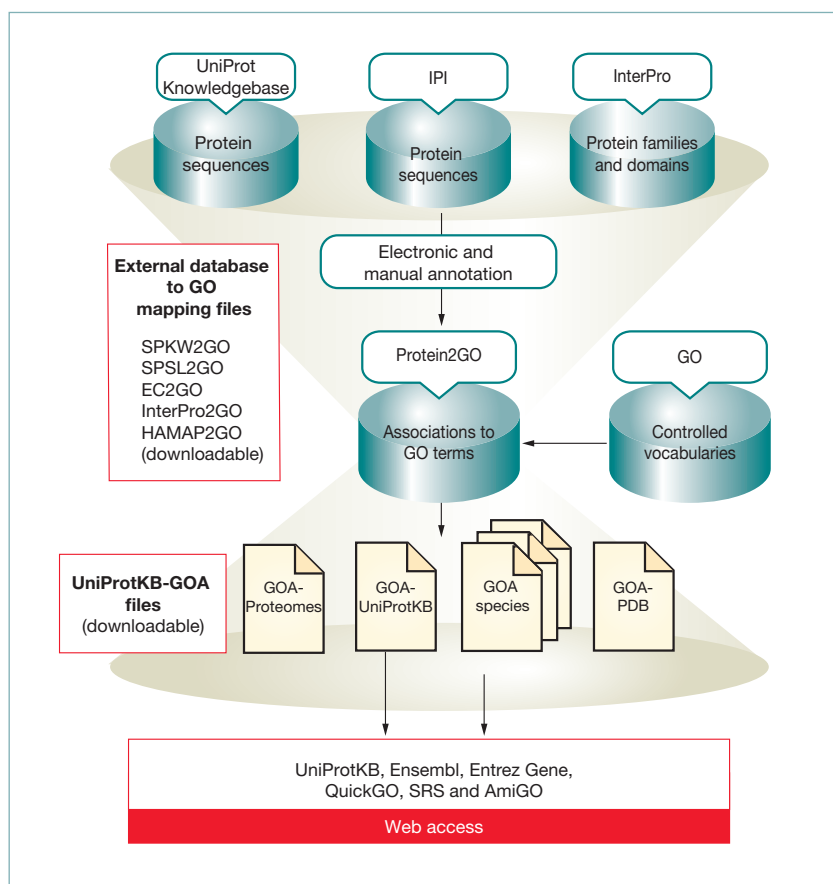 UniProt
Knowledgebase
IPI
InterPro
Protein
sequences
Protein
sequences
Protein families
and domains
Electronic and
manual annotation
External database
to GO
mapping files
SPKW2GO
SPSL2GO
EC2GO
InterPro2GO
HAMAP2GO
(downloadable)
Protein2GO
GO
Associations to
GO terms
Controlled
vocabularies
UniProtKB-GOA
files
(downloadable)
GOA-
Proteomes
GOA-
UniProtKB
GOA
species
GOA-
PDB
UniProtKB, Ensembl, Entrez Gene,
QuickGO, SRS and AmiGO
Web access